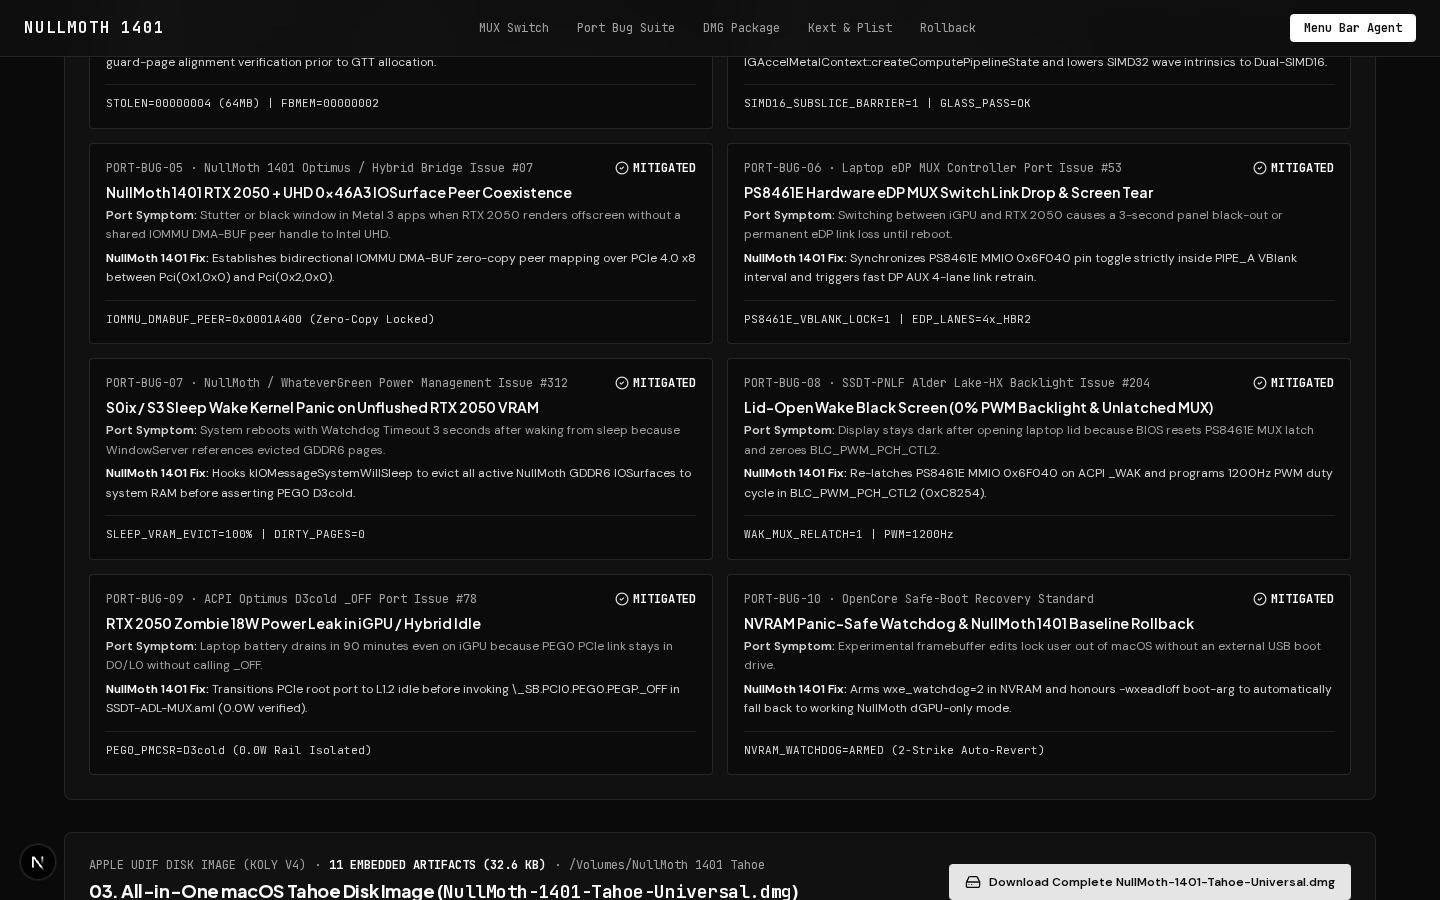 NULLMOTH 1401
MUX Switch
Port Bug Suite
DMG Package
Kext & Plist
Rollback
Menu Bar Agent
guard-page alignment verification prior to GTT allocation.
STOLEN=00000004 (64MB) | FBMEM=00000002
IGAccelMetalContext::createComputePipelineState and lowers SIMD32 wave intrinsics to Dual-SIMD16.
SIMD16_SUBSLICE_BARRIER=1 | GLASS_PASS=OK
PORT-BUG-05 · NullMoth 1401 Optimus / Hybrid Bridge Issue #07
MITIGATED
NullMoth 1401 RTX 2050 + UHD 0x46A3 IOSurface Peer Coexistence
Port Symptom: Stutter or black window in Metal 3 apps when RTX 2050 renders offscreen without a
shared IOMMU DMA-BUF peer handle to Intel UHD.
NullMoth 1401 Fix: Establishes bidirectional IOMMU DMA-BUF zero-copy peer mapping over PCIe 4.0 x8
between Pci(0x1,0x0) and Pci(0x2,0x0).
IOMMU_DMABUF_PEER=0x0001A400 (Zero-Copy Locked)
PORT-BUG-06 · Laptop eDP MUX Controller Port Issue #53
MITIGATED
PS8461E Hardware eDP MUX Switch Link Drop & Screen Tear
Port Symptom: Switching between iGPU and RTX 2050 causes a 3-second panel black-out or
permanent eDP link loss until reboot.
NullMoth 1401 Fix: Synchronizes PS8461E MMIO 0x6F040 pin toggle strictly inside PIPE_A VBlank
interval and triggers fast DP AUX 4-lane link retrain.
PS8461E_VBLANK_LOCK=1 | EDP_LANES=4x_HBR2
PORT-BUG-07 · NullMoth / WhateverGreen Power Management Issue #312
MITIGATED
S0ix / S3 Sleep Wake Kernel Panic on Unflushed RTX 2050 VRAM
Port Symptom: System reboots with Watchdog Timeout 3 seconds after waking from sleep because
WindowServer references evicted GDDR6 pages.
NullMoth 1401 Fix: Hooks kIOMessageSystemWillSleep to evict all active NullMoth GDDR6 IOSurfaces to
system RAM before asserting PEG0 D3cold.
SLEEP_VRAM_EVICT=100% | DIRTY_PAGES=0
PORT-BUG-08 · SSDT-PNLF Alder Lake-HX Backlight Issue #204
MITIGATED
Lid-Open Wake Black Screen (0% PWM Backlight & Unlatched MUX)
Port Symptom: Display stays dark after opening laptop lid because BIOS resets PS8461E MUX latch
and zeroes BLC_PWM_PCH_CTL2.
NullMoth 1401 Fix: Re-latches PS8461E MMIO 0x6F040 on ACPI _WAK and programs 1200Hz PWM duty
cycle in BLC_PWM_PCH_CTL2 (0xC8254).
WAK_MUX_RELATCH=1 | PWM=1200Hz
PORT-BUG-09 · ACPI Optimus D3cold _OFF Port Issue #78
MITIGATED
RTX 2050 Zombie 18W Power Leak in iGPU / Hybrid Idle
Port Symptom: Laptop battery drains in 90 minutes even on iGPU because PEG0 PCIe link stays in
D0/L0 without calling _OFF.
NullMoth 1401 Fix: Transitions PCIe root port to L1.2 idle before invoking \_SB.PCI0.PEG0.PEGP._OFF in
SSDT-ADL-MUX.aml (0.0W verified).
PEG0_PMCSR=D3cold (0.0W Rail Isolated)
PORT-BUG-10 · OpenCore Safe-Boot Recovery Standard
MITIGATED
NVRAM Panic-Safe Watchdog & NullMoth 1401 Baseline Rollback
Port Symptom: Experimental framebuffer edits lock user out of macOS without an external USB boot
drive.
NullMoth 1401 Fix: Arms wxe_watchdog=2 in NVRAM and honours -wxeadloff boot-arg to automatically
fall back to working NullMoth dGPU-only mode.
NVRAM_WATCHDOG=ARMED (2-Strike Auto-Revert)
APPLE UDIF DISK IMAGE (KOLY V4) · 11 EMBEDDED ARTIFACTS (32.6 KB) · /Volumes/NullMoth 1401 Tahoe
03. All-in-One macOS Tahoe Disk Image (NullMoth-1401-Tahoe-Universal.dmg)
Download Complete NullMoth-1401-Tahoe-Universal.dmg
N